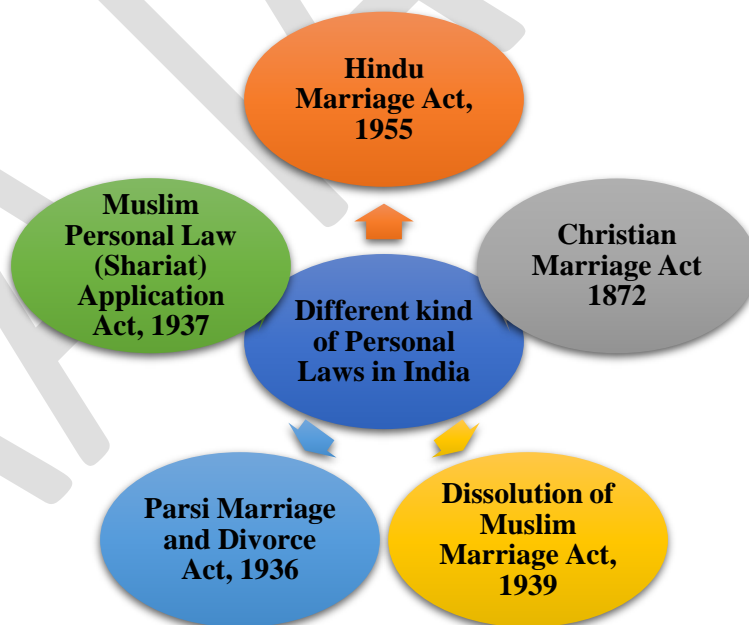 Hindu
Marriage Act,
1955
Muslim
Personal Law
(Shariat)
Application
Act, 1937
Christian
Marriage Act
1872
Different kind
of Personal
Laws in India
Parsi Marriage
and Divorce
Act, 1936
Dissolution of
Muslim
Marriage Act,
1939